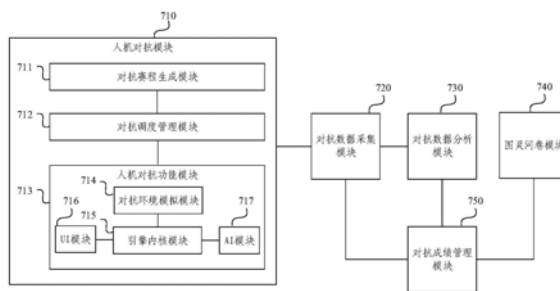 710
人机对抗模块
711
对抗赛程生成模块
712
对抗调度管理模块
713
人机对抗功能模块
714
对抗环境模拟模块
716
715
717
UI模块
引擎内核模块
AI模块
720
对抗数据采集
模块
730
对抗数据分析
模块
740
图灵问卷模块
750
对抗成绩管理
模块